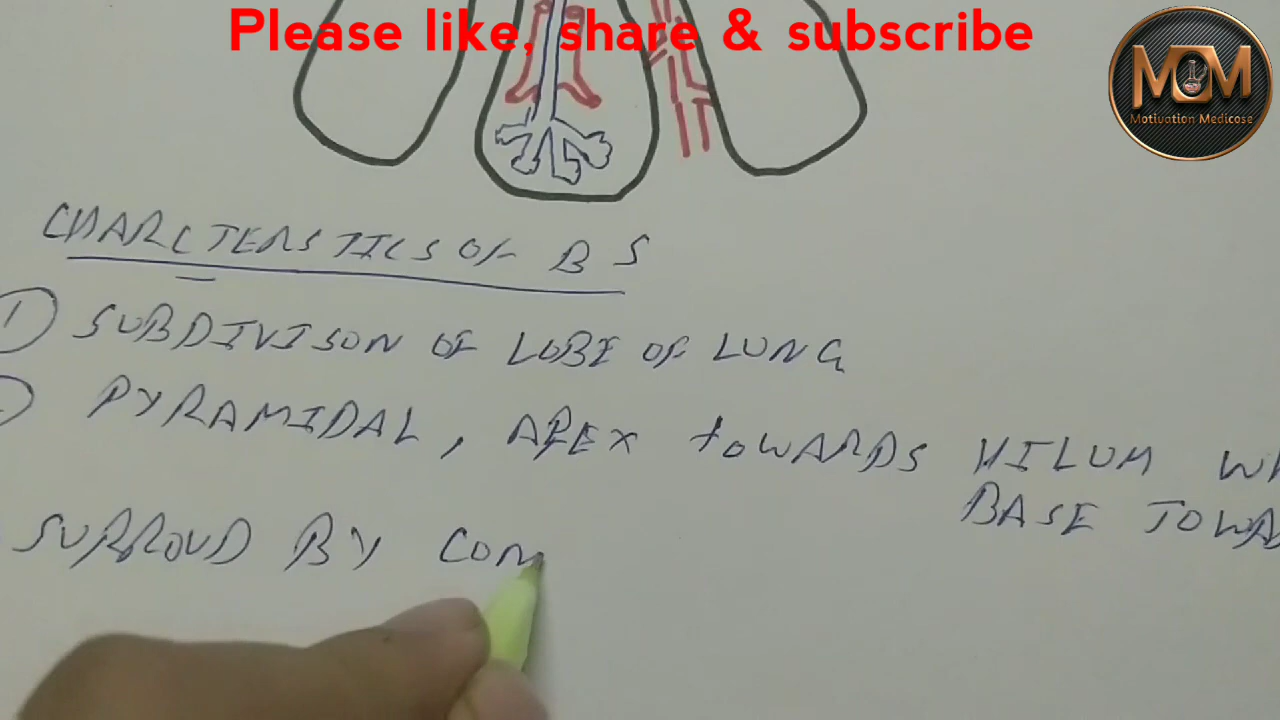 Please like, share & subscribe
MOM
Motivation Medicose
CHARCTERSTICS OF B S
1) SUBDIVISON OF LOBE OF LUNG
PYRAMIDAL, APEX TOWARDS HILUM
BASE
SURROUD BY CON